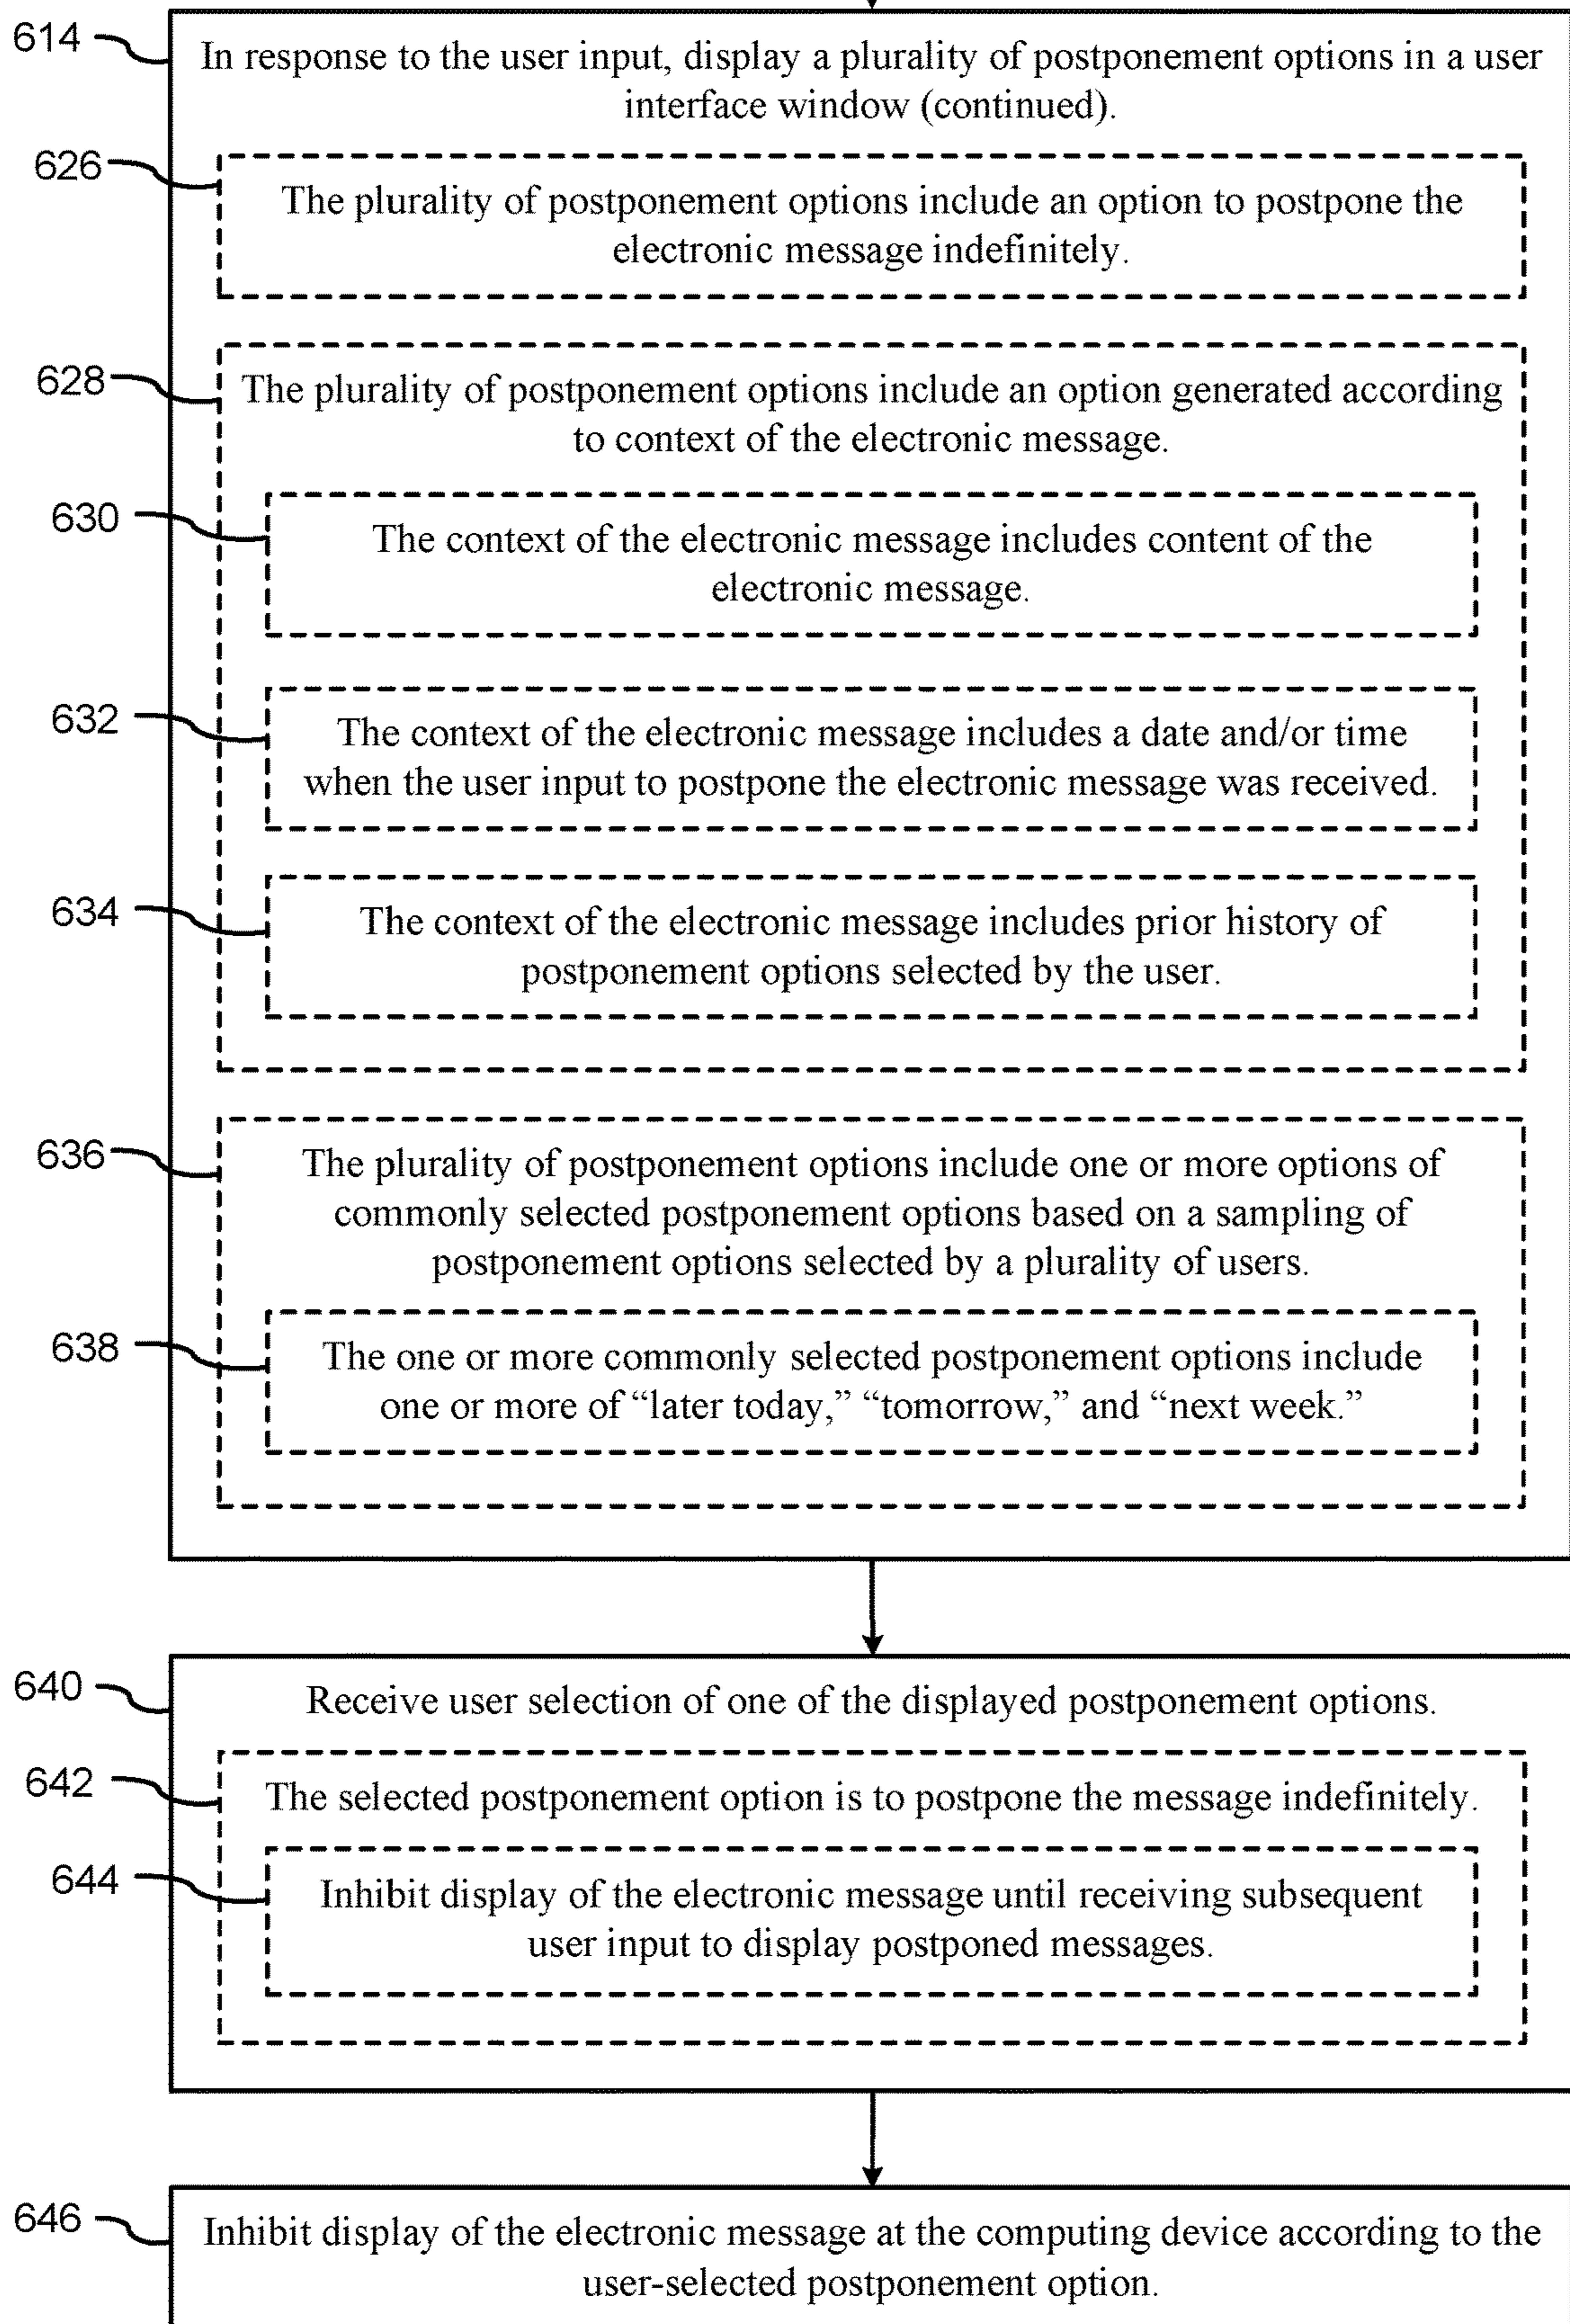 614
In response to the user input, display a plurality of postponement options in a user
interface window (continued).
626
The plurality of postponement options include an option to postpone the
electronic message indefinitely.
628
The plurality of postponement options include an option generated according
to context of the electronic message.
630
The context of the electronic message includes content of the
electronic message.
632
The context of the electronic message includes a date and/or time
when the user input to postpone the electronic message was received.
634
The context of the electronic message includes prior history of
postponement options selected by the user.
636
The plurality of postponement options include one or more options of
commonly selected postponement options based on a sampling of
postponement options selected by a plurality of users.
638
The one or more commonly selected postponement options include
one or more of “later today,” “tomorrow,” and “next week.”
640
Receive user selection of one of the displayed postponement options.
642
The selected postponement option is to postpone the message indefinitely.
644
Inhibit display of the electronic message until receiving subsequent
user input to display postponed messages.
646
Inhibit display of the electronic message at the computing device according to the
user-selected postponement option.